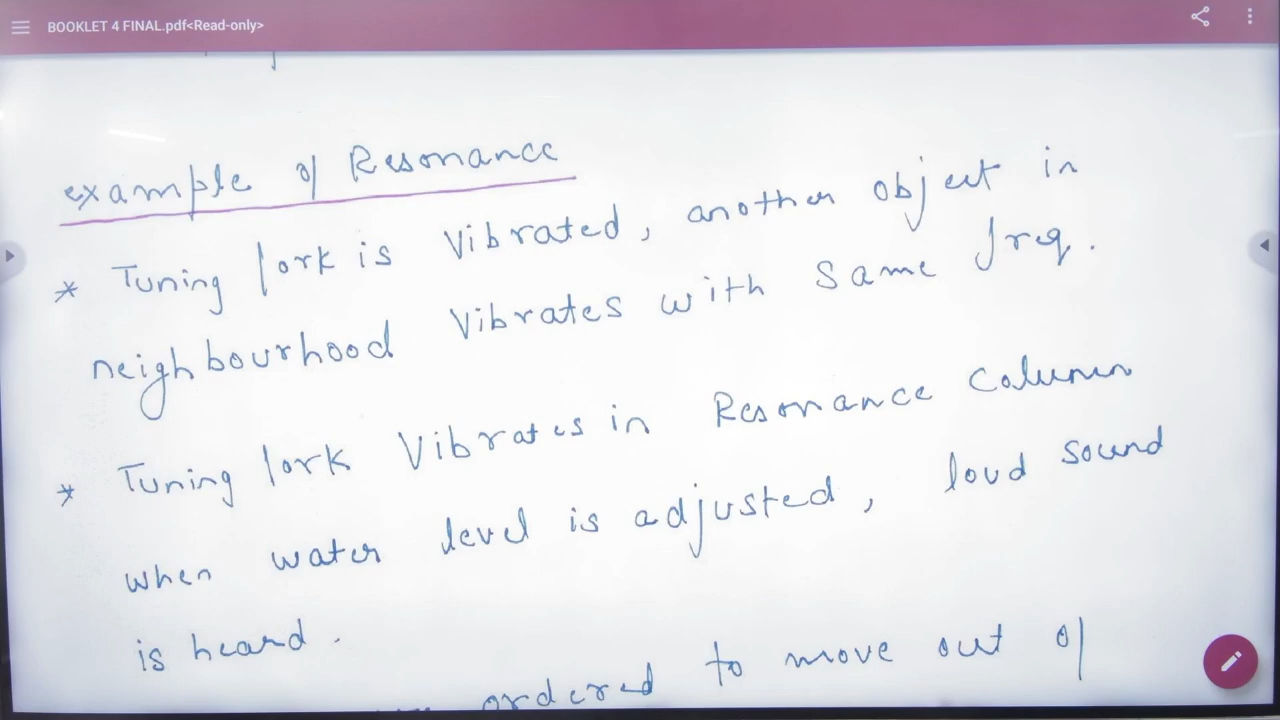 BOOKLET 4 FINAL.pdf<Read-only>
example of Resonance
* Tuning fork is Vibrated, another object in
neighbourhood Vibrates with same freq.
* Tuning fork Vibrates in Resonance column
when water level is adjusted, loud sound
is heard.
ordered to move out of